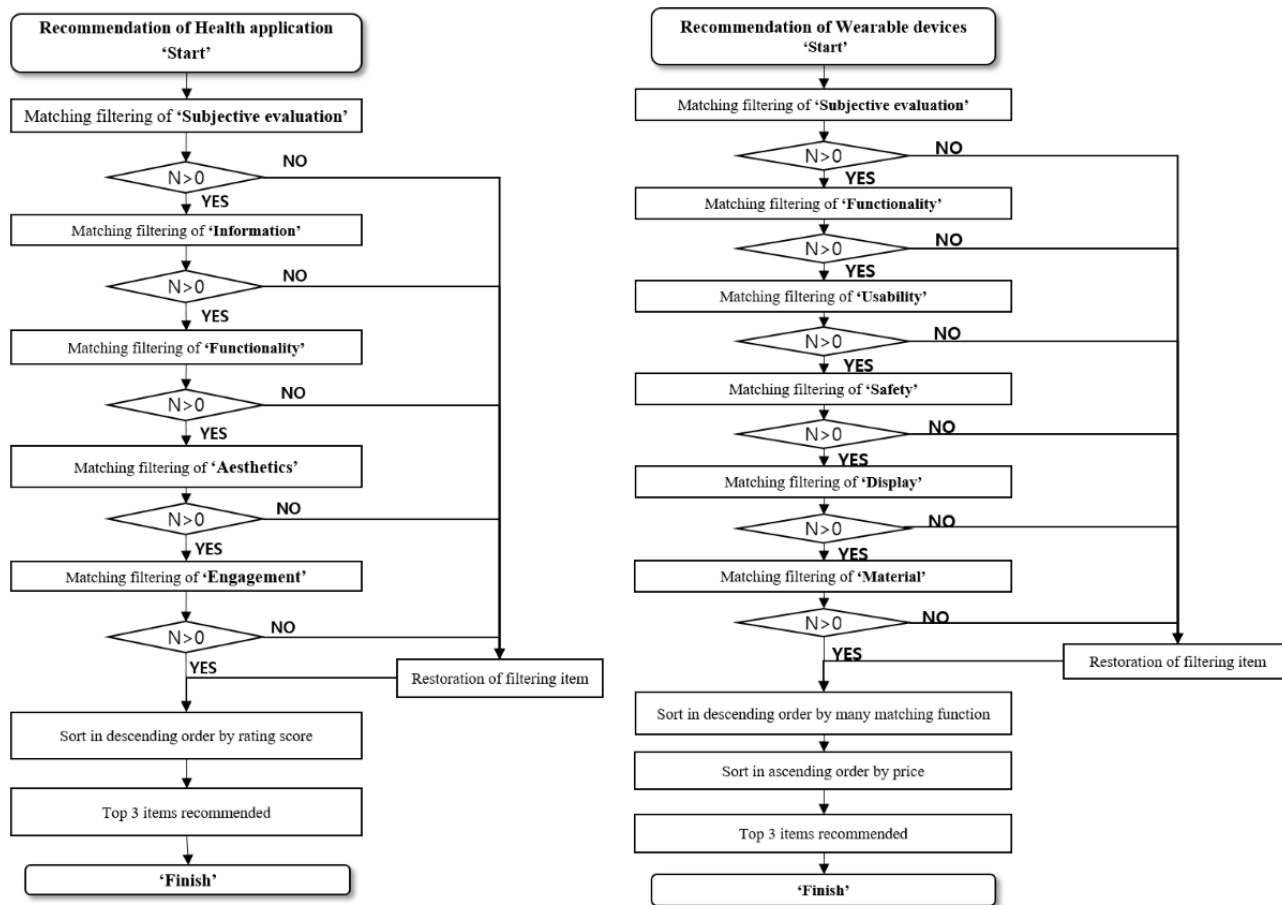 Recommendation of Health application
‘Start’
Matching filtering of ‘Subjective evaluation’
N>0
NO
YES
Matching filtering of ‘Information’
N>0
NO
YES
Matching filtering of ‘Functionality’
N>0
NO
YES
Matching filtering of ‘Aesthetics’
N>0
NO
YES
Matching filtering of ‘Engagement’
N>0
NO
YES
Restoration of filtering item
Sort in descending order by rating score
Top 3 items recommended
‘Finish’
Recommendation of Wearable devices
‘Start’
Matching filtering of ‘Subjective evaluation’
N>0
NO
YES
Matching filtering of ‘Functionality’
N>0
NO
YES
Matching filtering of ‘Usability’
N>0
NO
YES
Matching filtering of ‘Safety’
N>0
NO
YES
Matching filtering of ‘Display’
N>0
NO
YES
Matching filtering of ‘Material’
N>0
NO
YES
Restoration of filtering item
Sort in descending order by many matching function
Sort in ascending order by price
Top 3 items recommended
‘Finish’